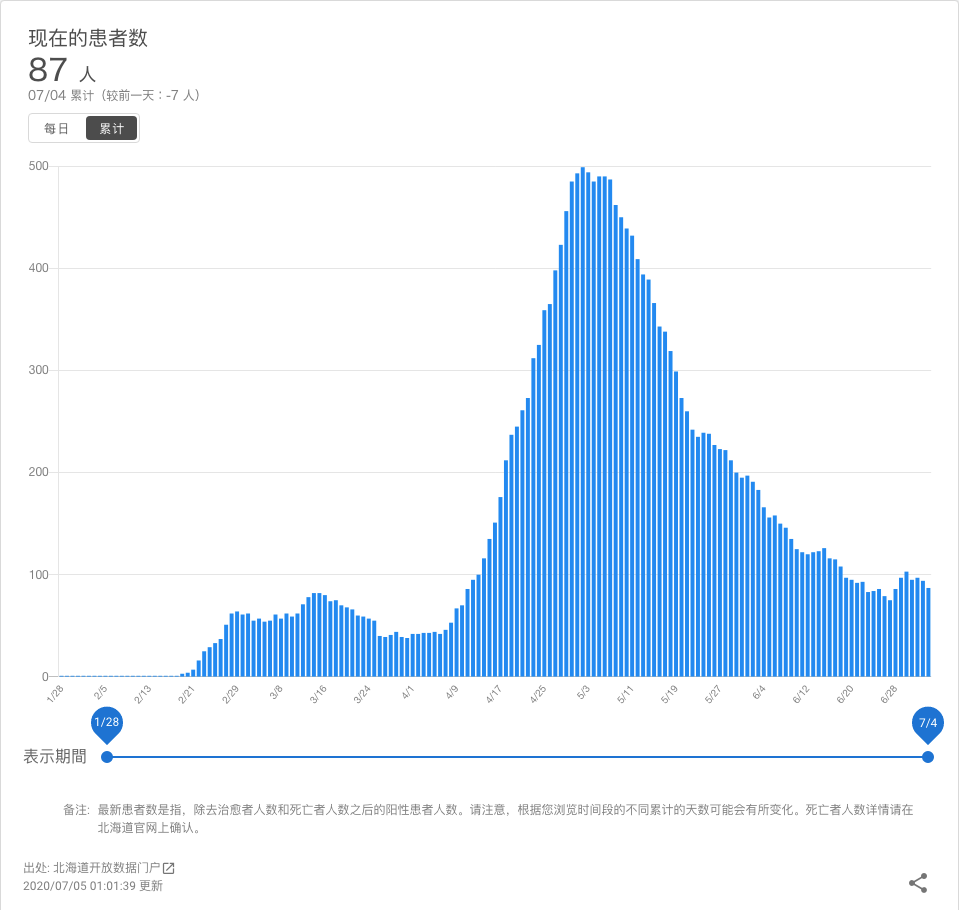 现在的患者数
87 人
07/04 累计（较前一天：-7 人）
每日 累计
500
400
300
200
100
0
1/28 2/5 2/13 2/21 2/29 3/8 3/16 3/24 4/1 4/9 4/17 4/25 5/3 5/11 5/19 5/27 6/4 6/12 6/20 6/28
1/28 7/4
表示期間
备注: 最新患者数是指，除去治愈者人数和死亡者人数之后的阳性患者人数。请注意，根据您浏览时间段的不同累计的天数可能会有所变化。死亡者人数详情请在
北海道官网上确认。
出处: 北海道开放数据门户
2020/07/05 01:01:39 更新